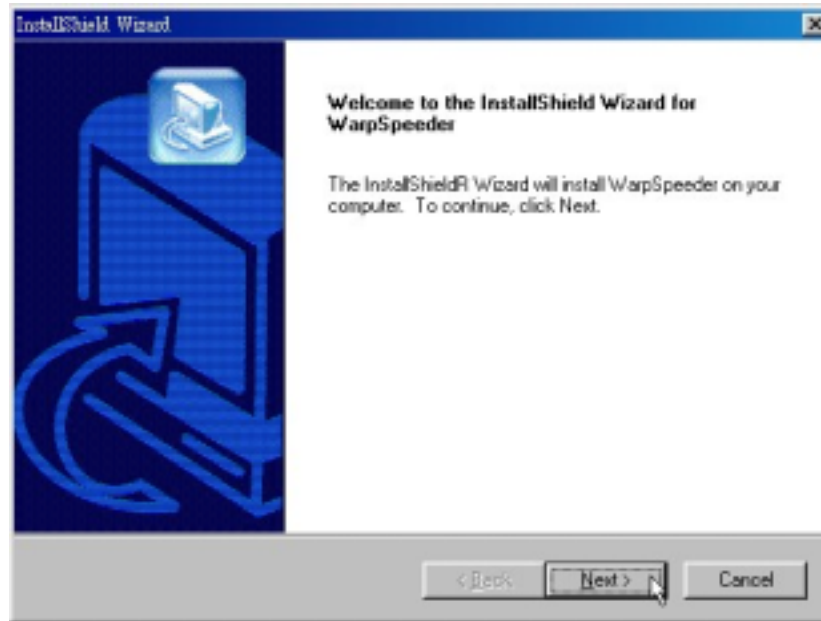 InstallShield Wizard
Welcome to the InstallShield Wizard for
WarpSpeeder
The InstallShieldR Wizard will install WarpSpeeder on your
computer. To continue, click Next.
< Back
Next >
Cancel